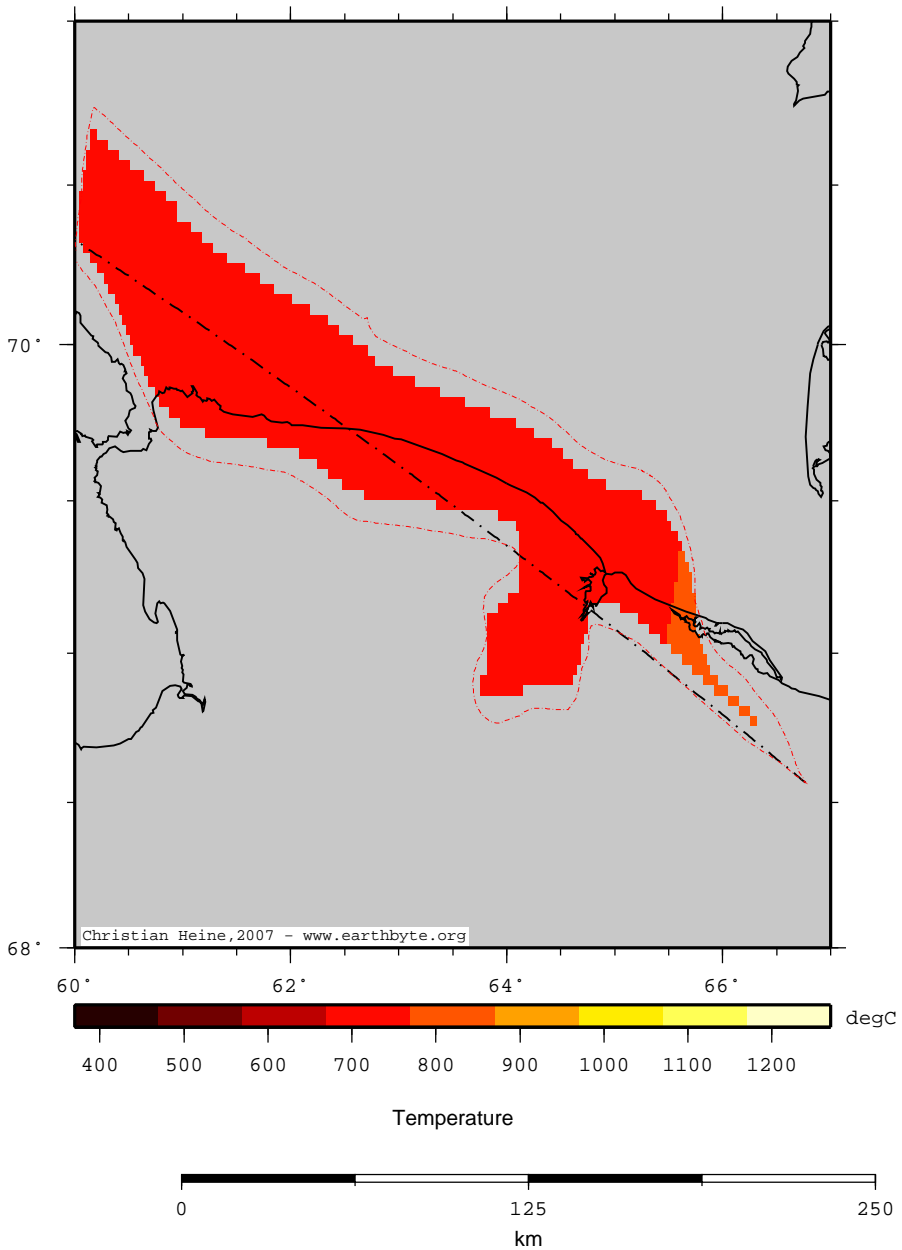 70°
68°
Christian Heine,2007 - www.earthbyte.org
60° 62° 64° 66°
degC
400 500 600 700 800 900 1000 1100 1200
Temperature
0 125 250
km